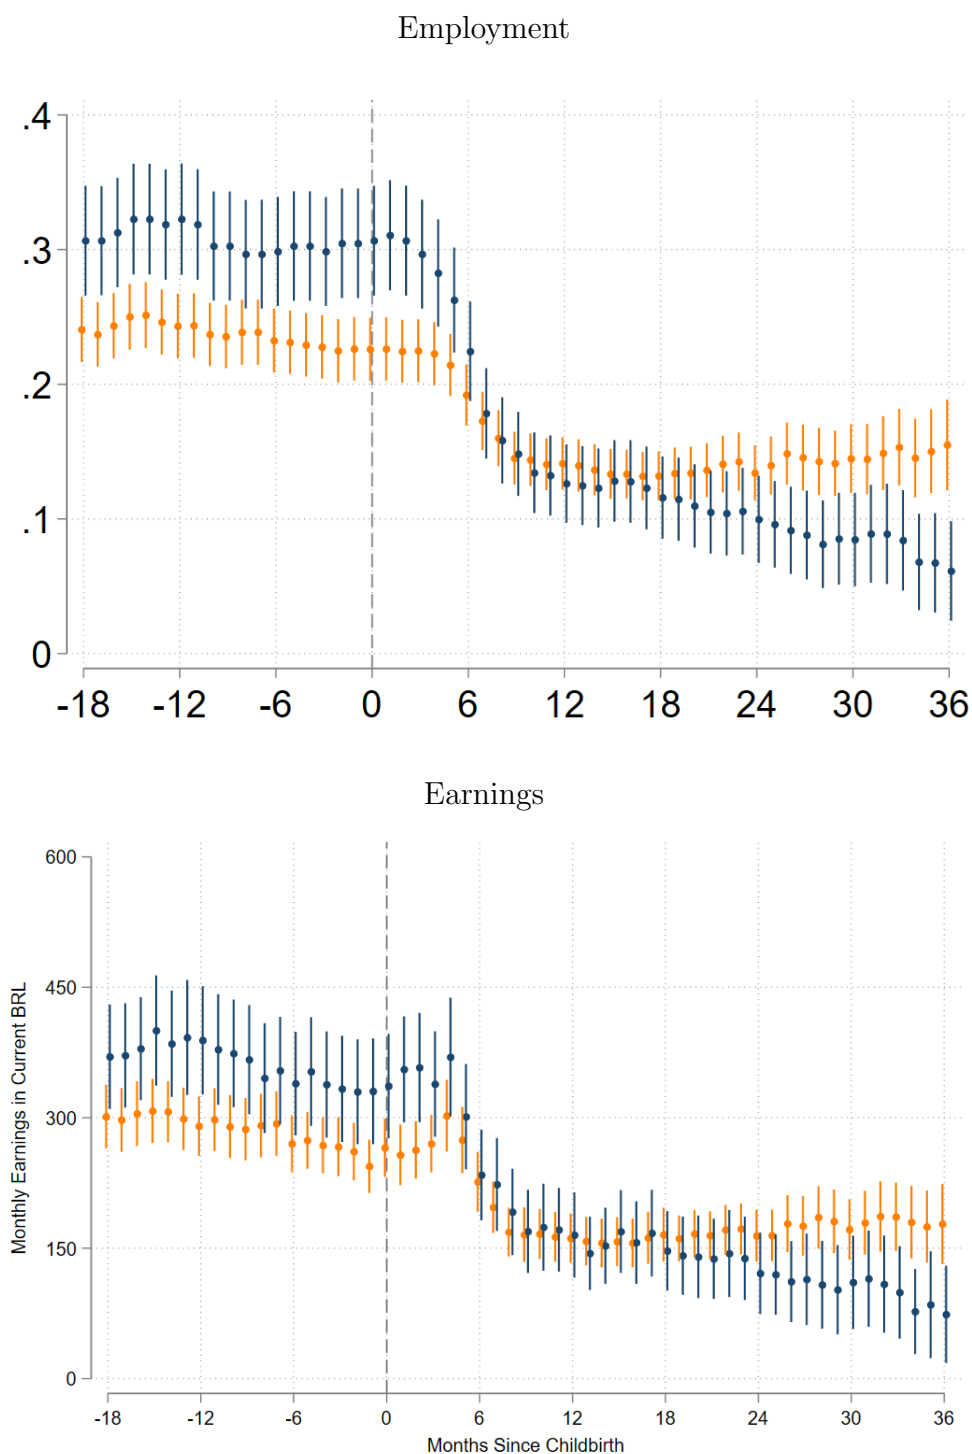 Employment
.4
.3
.2
.1
0
-18 -12 -6 0 6 12 18 24 30 36
Earnings
600
450
300
150
0
Monthly Earnings in Current BRL
-18 -12 -6 0 6 12 18 24 30 36
Months Since Childbirth